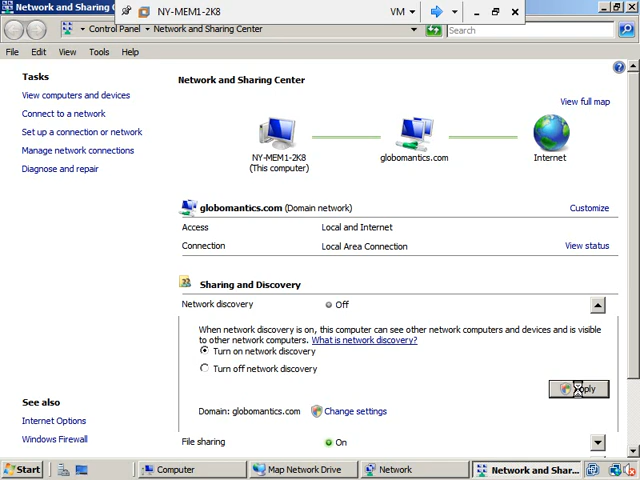 Network and Sharing C
NY-MEM1-2K8
VM
Control Panel
Network and Sharing Center
Search
File Edit View Tools Help
Tasks
View computers and devices
Connect to a network
Set up a connection or network
Manage network connections
Diagnose and repair
Network and Sharing Center
View full map
NY-MEM1-2K8
(This computer)
globomantics.com
Internet
globomantics.com (Domain network)
Customize
Access Local and Internet
Connection Local Area Connection
View status
Sharing and Discovery
Network discovery Off
When network discovery is on, this computer can see other network computers and devices and is visible
to other network computers. What is network discovery?
Turn on network discovery
Turn off network discovery
Domain: globomantics.com Change settings
File sharing On
See also
Internet Options
Windows Firewall
Start
Computer
Map Network Drive
Network
Network and Shar...